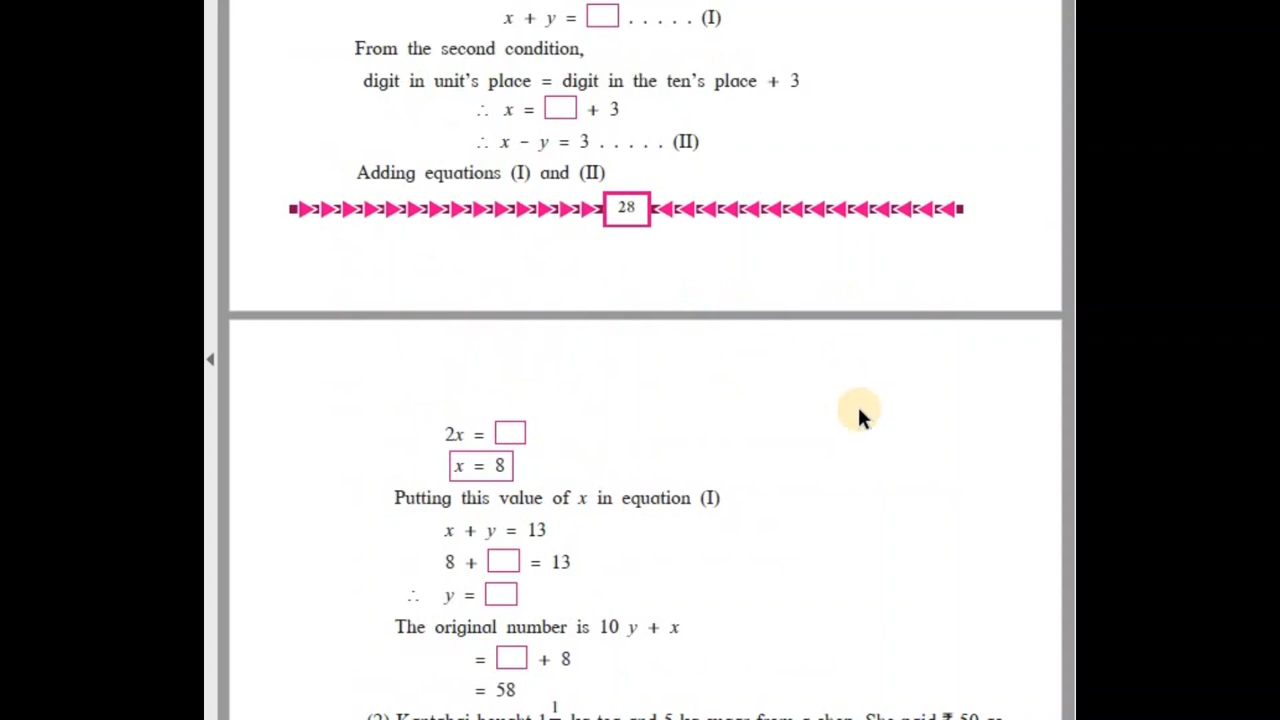 x + y = . . . . . (I)
From the second condition,
digit in unit's place = digit in the ten's place + 3
∴ x = + 3
∴ x - y = 3 . . . . . (II)
Adding equations (I) and (II)
28
2x =
x = 8
Putting this value of x in equation (I)
x + y = 13
8 + = 13
∴ y =
The original number is 10 y + x
= + 8
= 58